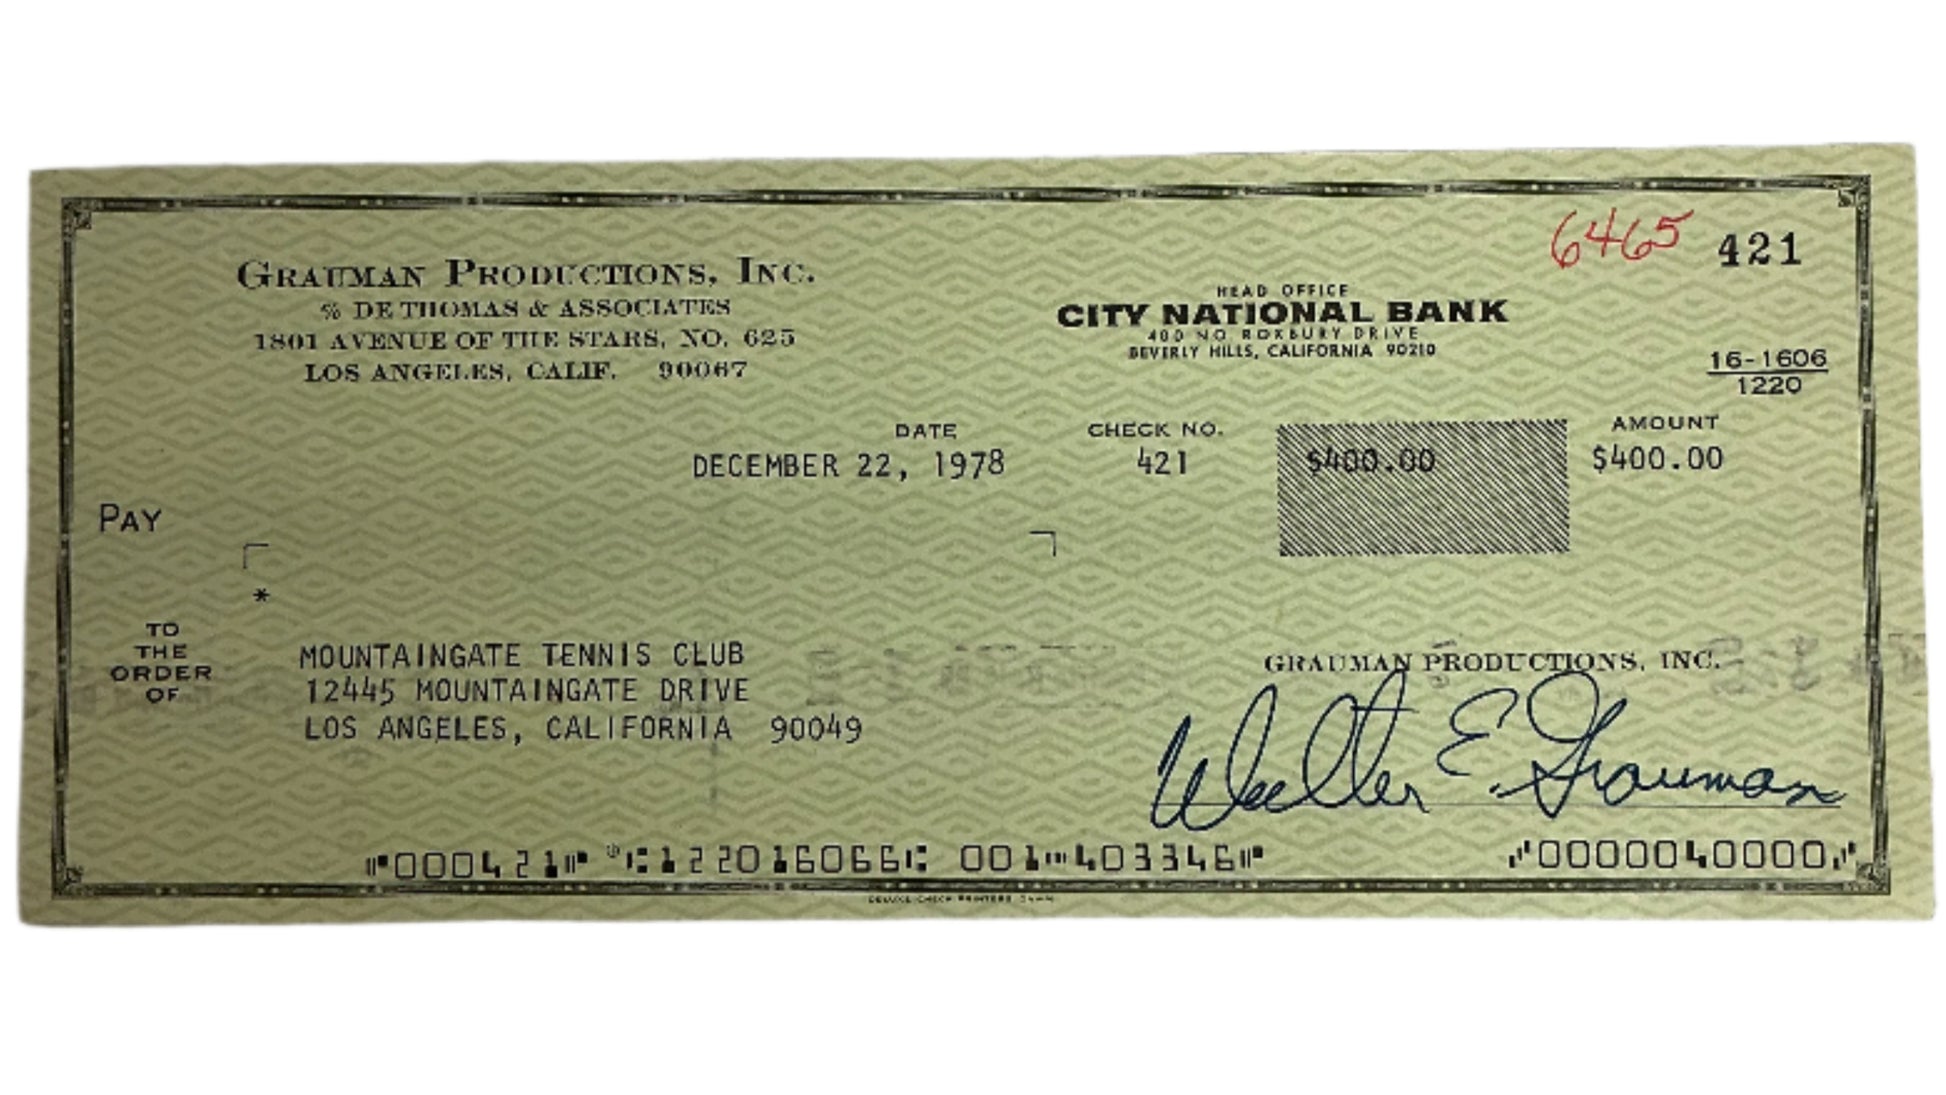 6465 421
GRAUMAN PRODUCTIONS, INC.
% DE THOMAS & ASSOCIATES
1801 AVENUE OF THE STARS, NO. 625
LOS ANGELES, CALIF. 90067
HEAD OFFICE
CITY NATIONAL BANK
400 NO. ROXBURY DRIVE
BEVERLY HILLS, CALIFORNIA 90210
16-1606
1220
DATE CHECK NO. AMOUNT
DECEMBER 22, 1978 421 $400.00 $400.00
PAY
*
TO
THE
ORDER
OF
MOUNTAINGATE TENNIS CLUB
12445 MOUNTAINGATE DRIVE
LOS ANGELES, CALIFORNIA 90049
GRAUMAN PRODUCTIONS, INC.
Walter E. Grauman
⑈000421⑈ ⑆122016066⑆ 001⑉403346⑈ ⑇0000040000⑇
DELUXE CHECK PRINTERS